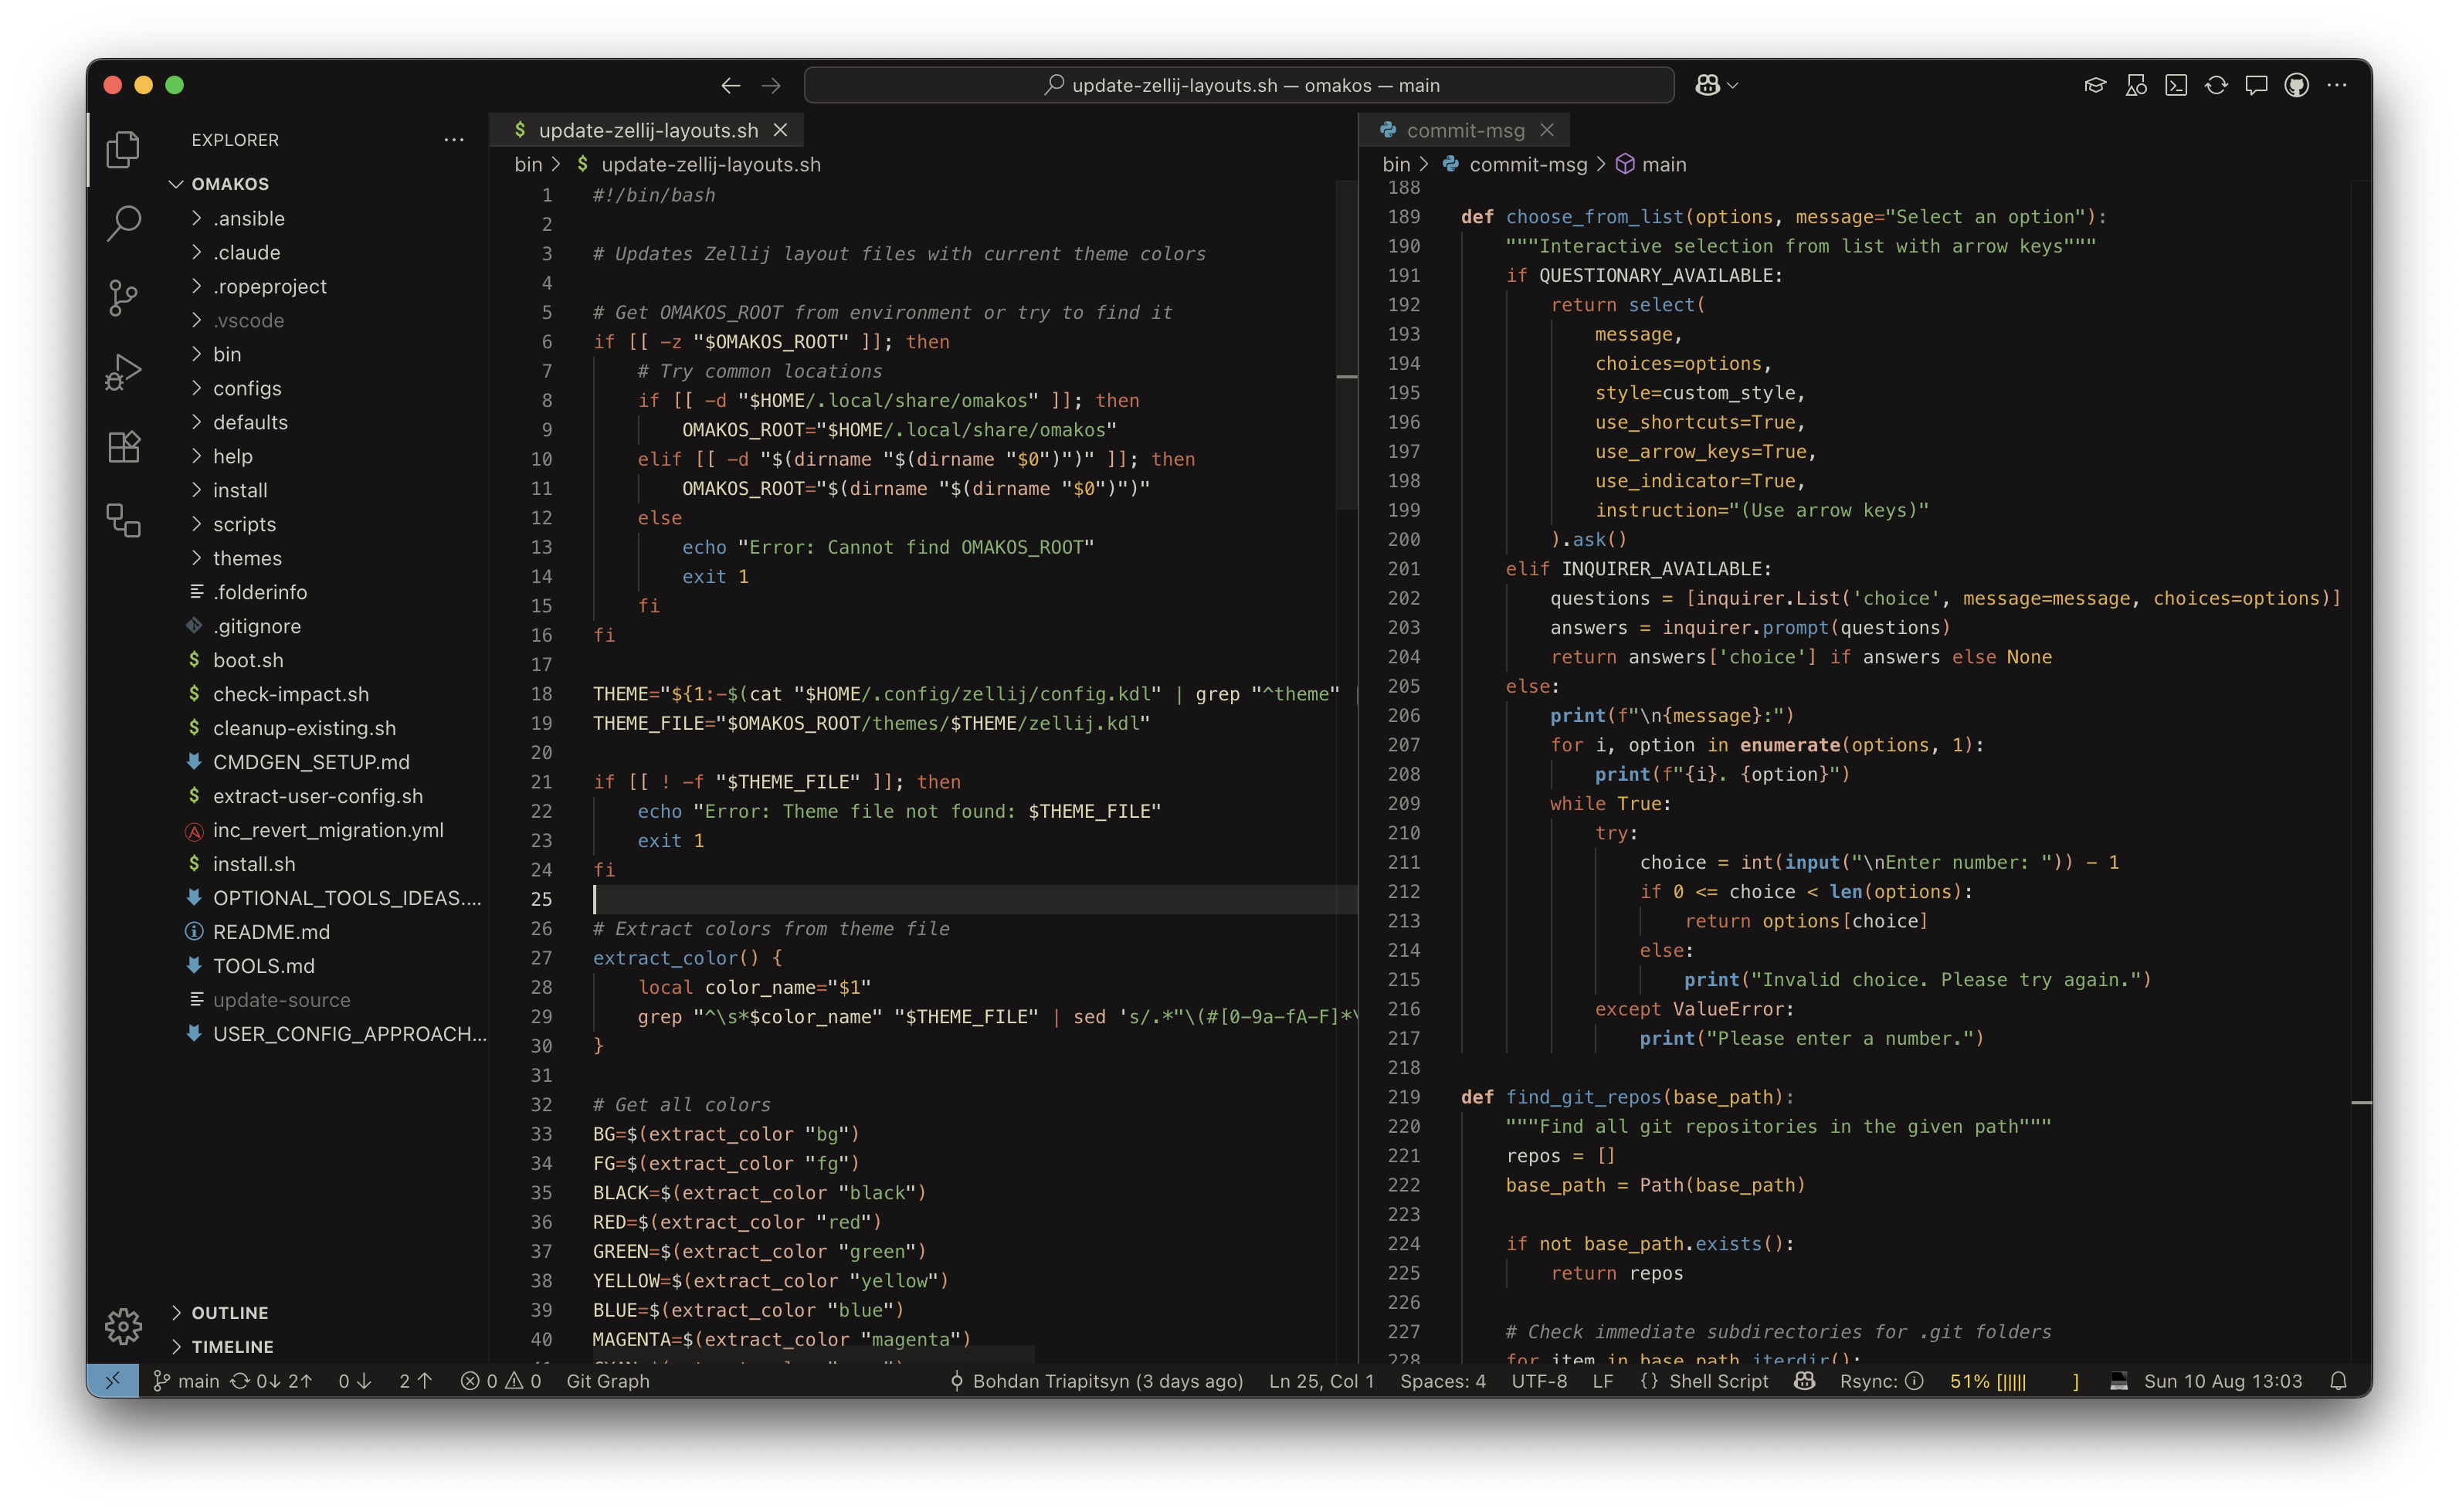 update-zellij-layouts.sh — omakos — main
EXPLORER
OMAKOS
.ansible
.claude
.ropeproject
.vscode
bin
configs
defaults
help
install
scripts
themes
.folderinfo
.gitignore
boot.sh
check-impact.sh
cleanup-existing.sh
CMDGEN_SETUP.md
extract-user-config.sh
inc_revert_migration.yml
install.sh
OPTIONAL_TOOLS_IDEAS....
README.md
TOOLS.md
update-source
USER_CONFIG_APPROACH...
OUTLINE
TIMELINE
$ update-zellij-layouts.sh
bin > $ update-zellij-layouts.sh
1 #!/bin/bash
2
3 # Updates Zellij layout files with current theme colors
4
5 # Get OMAKOS_ROOT from environment or try to find it
6 if [[ -z "$OMAKOS_ROOT" ]]; then
7     # Try common locations
8     if [[ -d "$HOME/.local/share/omakos" ]]; then
9         OMAKOS_ROOT="$HOME/.local/share/omakos"
10     elif [[ -d "$(dirname "$(dirname "$0")")" ]]; then
11         OMAKOS_ROOT="$(dirname "$(dirname "$0")")"
12     else
13         echo "Error: Cannot find OMAKOS_ROOT"
14         exit 1
15     fi
16 fi
17
18 THEME="${1:-$(cat "$HOME/.config/zellij/config.kdl" | grep "^theme" |
19 THEME_FILE="$OMAKOS_ROOT/themes/$THEME/zellij.kdl"
20
21 if [[ ! -f "$THEME_FILE" ]]; then
22     echo "Error: Theme file not found: $THEME_FILE"
23     exit 1
24 fi
25
26 # Extract colors from theme file
27 extract_color() {
28     local color_name="$1"
29     grep "^\s*$color_name" "$THEME_FILE" | sed 's/.*"\(#[0-9a-fA-F]*\
30 }
31
32 # Get all colors
33 BG=$(extract_color "bg")
34 FG=$(extract_color "fg")
35 BLACK=$(extract_color "black")
36 RED=$(extract_color "red")
37 GREEN=$(extract_color "green")
38 YELLOW=$(extract_color "yellow")
39 BLUE=$(extract_color "blue")
40 MAGENTA=$(extract_color "magenta")
commit-msg
bin > commit-msg > main
188
189 def choose_from_list(options, message="Select an option"):
190     """Interactive selection from list with arrow keys"""
191     if QUESTIONARY_AVAILABLE:
192         return select(
193             message,
194             choices=options,
195             style=custom_style,
196             use_shortcuts=True,
197             use_arrow_keys=True,
198             use_indicator=True,
199             instruction="(Use arrow keys)"
200         ).ask()
201     elif INQUIRER_AVAILABLE:
202         questions = [inquirer.List('choice', message=message, choices=options)]
203         answers = inquirer.prompt(questions)
204         return answers['choice'] if answers else None
205     else:
206         print(f"\n{message}:")
207         for i, option in enumerate(options, 1):
208             print(f"{i}. {option}")
209         while True:
210             try:
211                 choice = int(input("\nEnter number: ")) - 1
212                 if 0 <= choice < len(options):
213                     return options[choice]
214                 else:
215                     print("Invalid choice. Please try again.")
216             except ValueError:
217                 print("Please enter a number.")
218
219 def find_git_repos(base_path):
220     """Find all git repositories in the given path"""
221     repos = []
222     base_path = Path(base_path)
223
224     if not base_path.exists():
225         return repos
226
227     # Check immediate subdirectories for .git folders
228     for item in base_path.iterdir():
main 0↓ 2↑ 0 ↓ 2 ↑ 0 0 Git Graph Bohdan Triapitsyn (3 days ago) Ln 25, Col 1 Spaces: 4 UTF-8 LF {} Shell Script Rsync: 51% [||||| ] Sun 10 Aug 13:03